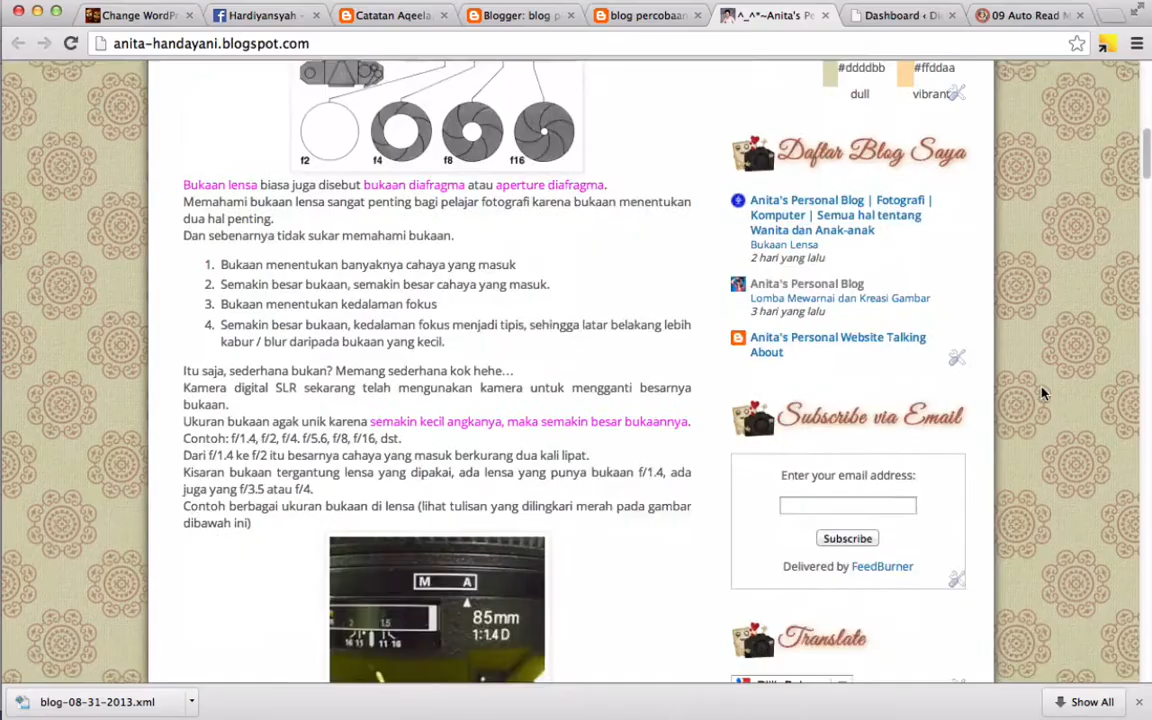 Change WordPr
Hardiyansyah -
Catatan Aqeela
Blogger: blog p
blog percobaan
^_^*~Anita's Pe
Dashboard ‹ Di
09 Auto Read M
anita-handayani.blogspot.com
f2
f4
f8
f16
Bukaan lensa biasa juga disebut bukaan diafragma atau aperture diafragma.
Memahami bukaan lensa sangat penting bagi pelajar fotografi karena bukaan menentukan
dua hal penting.
Dan sebenarnya tidak sukar memahami bukaan.
1. Bukaan menentukan banyaknya cahaya yang masuk
2. Semakin besar bukaan, semakin besar cahaya yang masuk.
3. Bukaan menentukan kedalaman fokus
4. Semakin besar bukaan, kedalaman fokus menjadi tipis, sehingga latar belakang lebih
kabur / blur daripada bukaan yang kecil.
Itu saja, sederhana bukan? Memang sederhana kok hehe...
Kamera digital SLR sekarang telah mengunakan kamera untuk mengganti besarnya
bukaan.
Ukuran bukaan agak unik karena semakin kecil angkanya, maka semakin besar bukaannya.
Contoh: f/1.4, f/2, f/4. f/5.6, f/8, f/16, dst.
Dari f/1.4 ke f/2 itu besarnya cahaya yang masuk berkurang dua kali lipat.
Kisaran bukaan tergantung lensa yang dipakai, ada lensa yang punya bukaan f/1.4, ada
juga yang f/3.5 atau f/4.
Contoh berbagai ukuran bukaan di lensa (lihat tulisan yang dilingkari merah pada gambar
dibawah ini)
M A
85mm
1:1.4 D
2 1.5
16 11 11 16
#ddddbb
#ffddaa
dull
vibrant
Daftar Blog Saya
Anita's Personal Blog | Fotografi |
Komputer | Semua hal tentang
Wanita dan Anak-anak
Bukaan Lensa
2 hari yang lalu
Anita's Personal Blog
Lomba Mewarnai dan Kreasi Gambar
3 hari yang lalu
Anita's Personal Website Talking
About
Subscribe via Email
Enter your email address:
Subscribe
Delivered by FeedBurner
Translate
blog-08-31-2013.xml
Show All